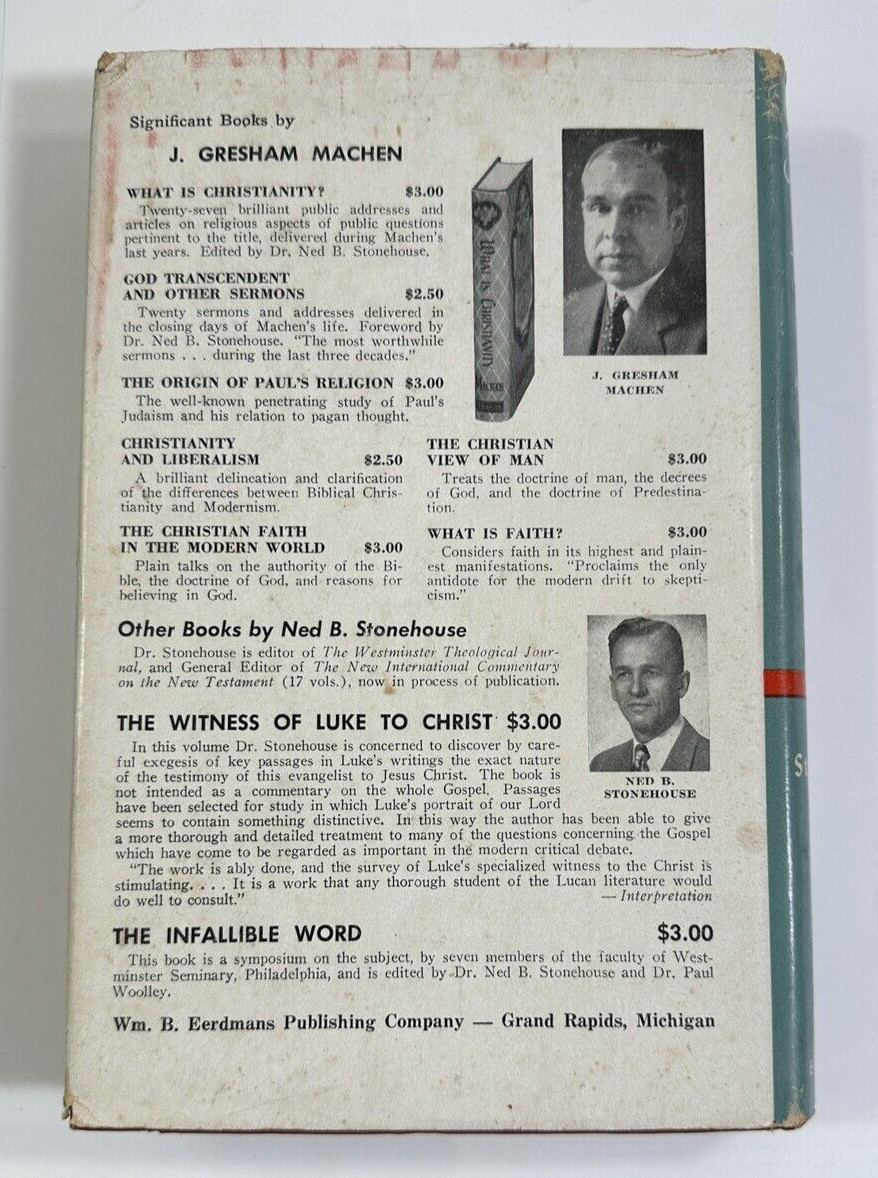 Significant Books by
J. GRESHAM MACHEN
WHAT IS CHRISTIANITY? $3.00
Twenty-seven brilliant public addresses and
articles on religious aspects of public questions
pertinent to the title, delivered during Machen's
last years. Edited by Dr. Ned B. Stonehouse.
GOD TRANSCENDENT
AND OTHER SERMONS $2.50
Twenty sermons and addresses delivered in
the closing days of Machen's life. Foreword by
Dr. Ned B. Stonehouse. "The most worthwhile
sermons . . . during the last three decades."
THE ORIGIN OF PAUL'S RELIGION $3.00
The well-known penetrating study of Paul's
Judaism and his relation to pagan thought.
WHAT IS CHRISTIANITY
MACHEN
J. GRESHAM
MACHEN
CHRISTIANITY
AND LIBERALISM $2.50
A brilliant delineation and clarification
of the differences between Biblical Chris-
tianity and Modernism.
THE CHRISTIAN FAITH
IN THE MODERN WORLD $3.00
Plain talks on the authority of the Bi-
ble, the doctrine of God, and reasons for
believing in God.
THE CHRISTIAN
VIEW OF MAN $3.00
Treats the doctrine of man, the decrees
of God, and the doctrine of Predestina-
tion.
WHAT IS FAITH? $3.00
Considers faith in its highest and plain-
est manifestations. "Proclaims the only
antidote for the modern drift to skepti-
cism."
Other Books by Ned B. Stonehouse
Dr. Stonehouse is editor of The Westminster Theological Jour-
nal, and General Editor of The New International Commentary
on the New Testament (17 vols.), now in process of publication.
THE WITNESS OF LUKE TO CHRIST $3.00
In this volume Dr. Stonehouse is concerned to discover by care-
ful exegesis of key passages in Luke's writings the exact nature
of the testimony of this evangelist to Jesus Christ. The book is
not intended as a commentary on the whole Gospel. Passages
have been selected for study in which Luke's portrait of our Lord
seems to contain something distinctive. In this way the author has been able to give
a more thorough and detailed treatment to many of the questions concerning the Gospel
which have come to be regarded as important in the modern critical debate.
"The work is ably done, and the survey of Luke's specialized witness to the Christ is
stimulating. . . . It is a work that any thorough student of the Lucan literature would
do well to consult." — Interpretation
NED B.
STONEHOUSE
THE INFALLIBLE WORD $3.00
This book is a symposium on the subject, by seven members of the faculty of West-
minster Seminary, Philadelphia, and is edited by Dr. Ned B. Stonehouse and Dr. Paul
Woolley.
Wm. B. Eerdmans Publishing Company — Grand Rapids, Michigan